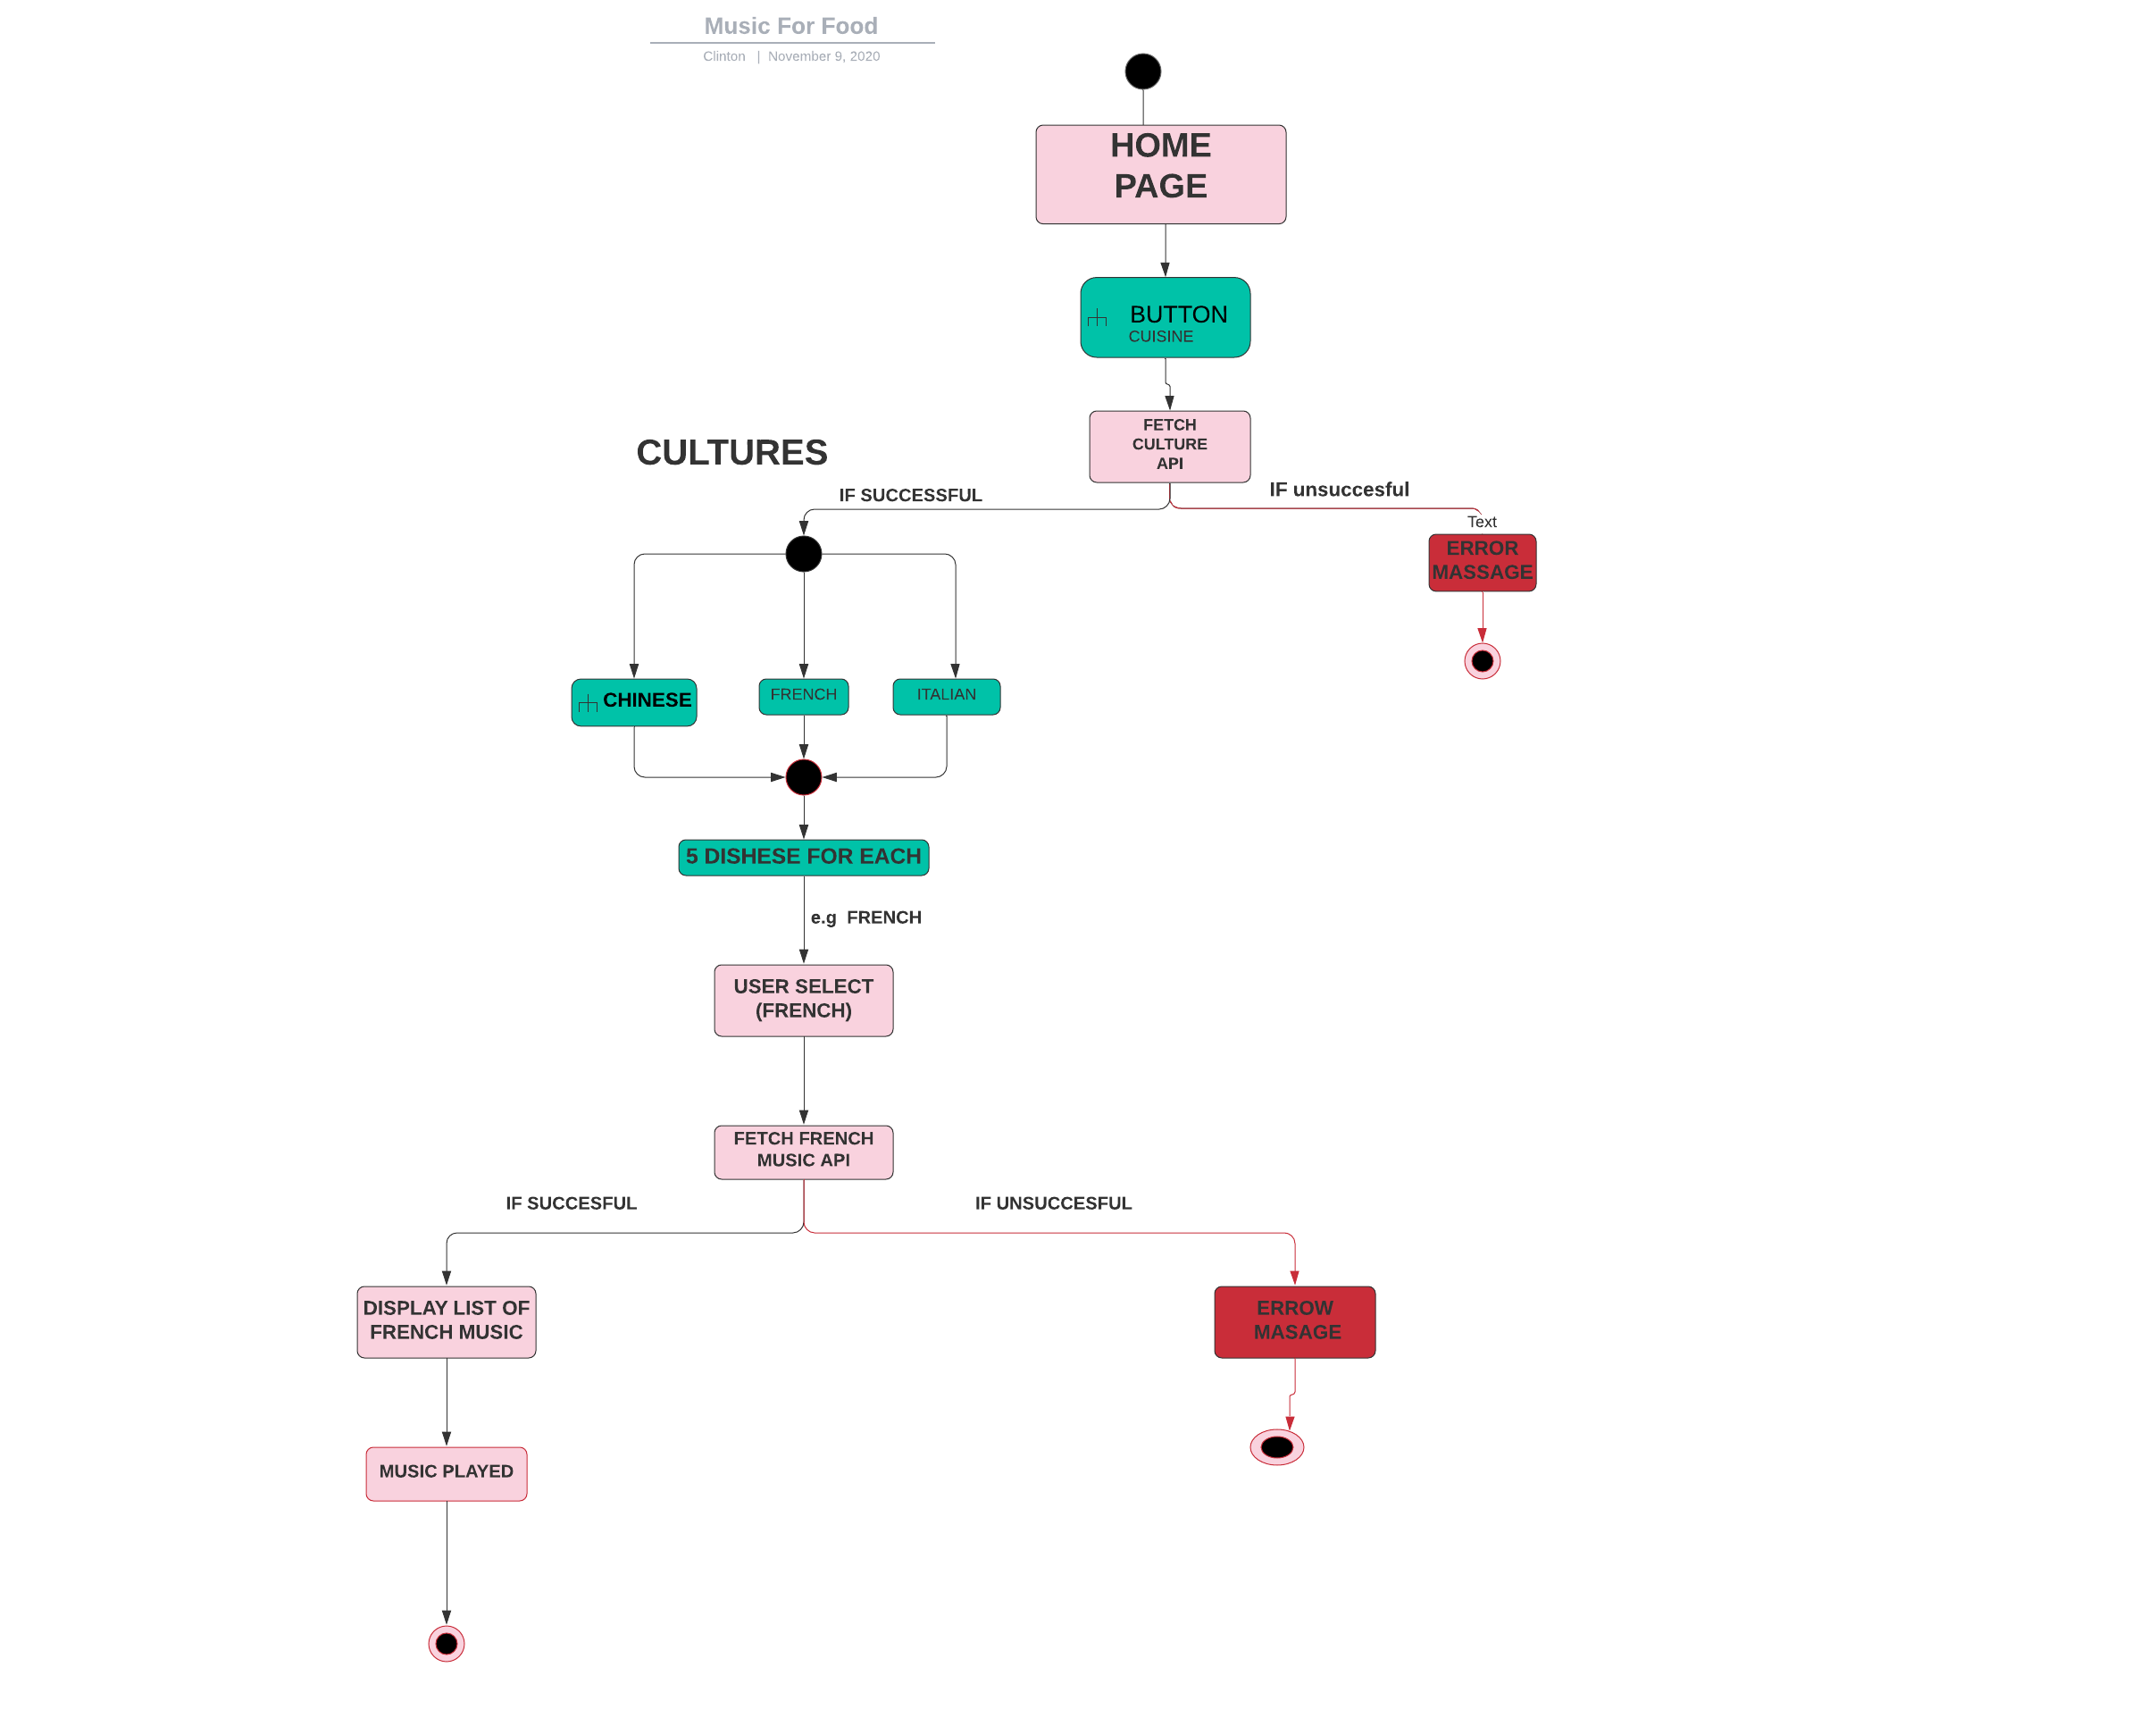 Music For Food
Clinton | November 9, 2020
HOME
PAGE
BUTTON
CUISINE
FETCH
CULTURE
API
CULTURES
IF SUCCESSFUL
IF unsuccesful
Text
ERROR
MASSAGE
CHINESE
FRENCH
ITALIAN
5 DISHESE FOR EACH
e.g FRENCH
USER SELECT
(FRENCH)
FETCH FRENCH
MUSIC API
IF SUCCESFUL
IF UNSUCCESFUL
DISPLAY LIST OF
FRENCH MUSIC
ERROW
MASAGE
MUSIC PLAYED